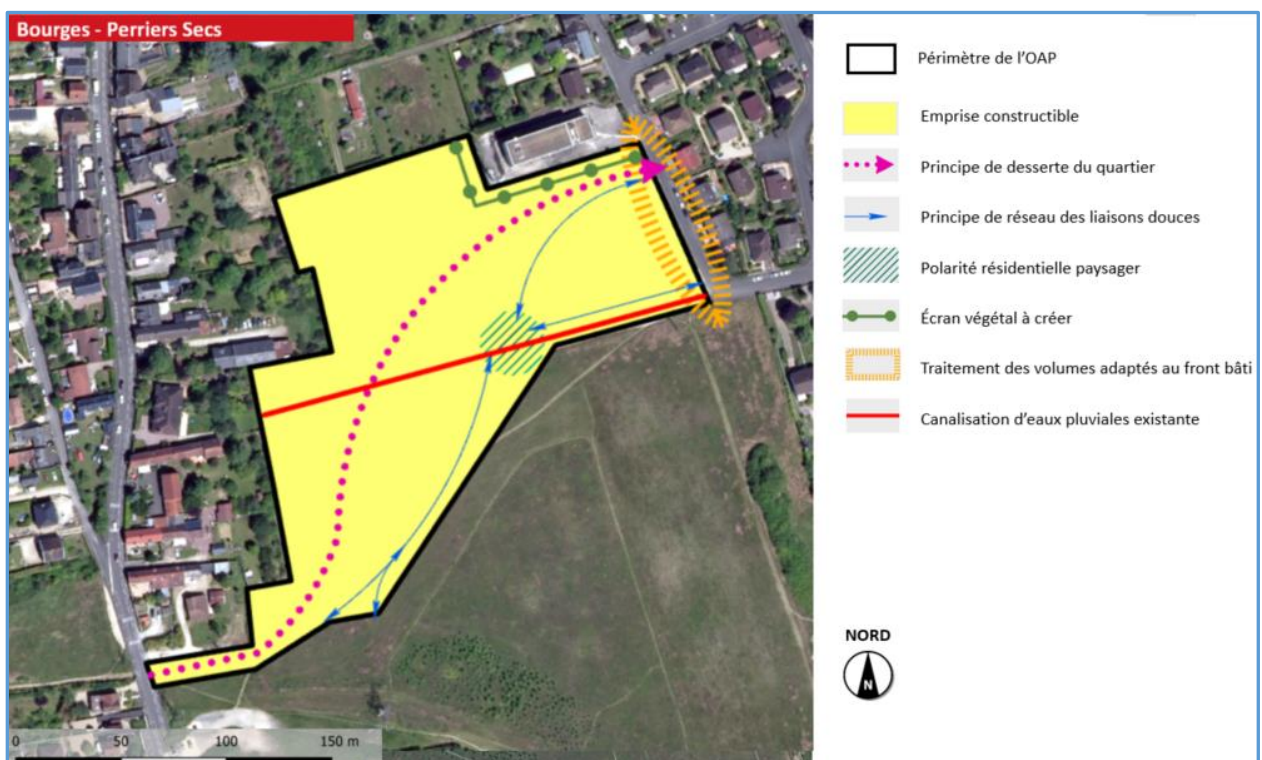 Bourges - Perriers Secs
Périmètre de l'OAP
Emprise constructible
Principe de desserte du quartier
Principe de réseau des liaisons douces
Polarité résidentielle paysager
Écran végétal à créer
Traitement des volumes adaptés au front bâti
Canalisation d'eaux pluviales existante
NORD
N
0 50 100 150 m